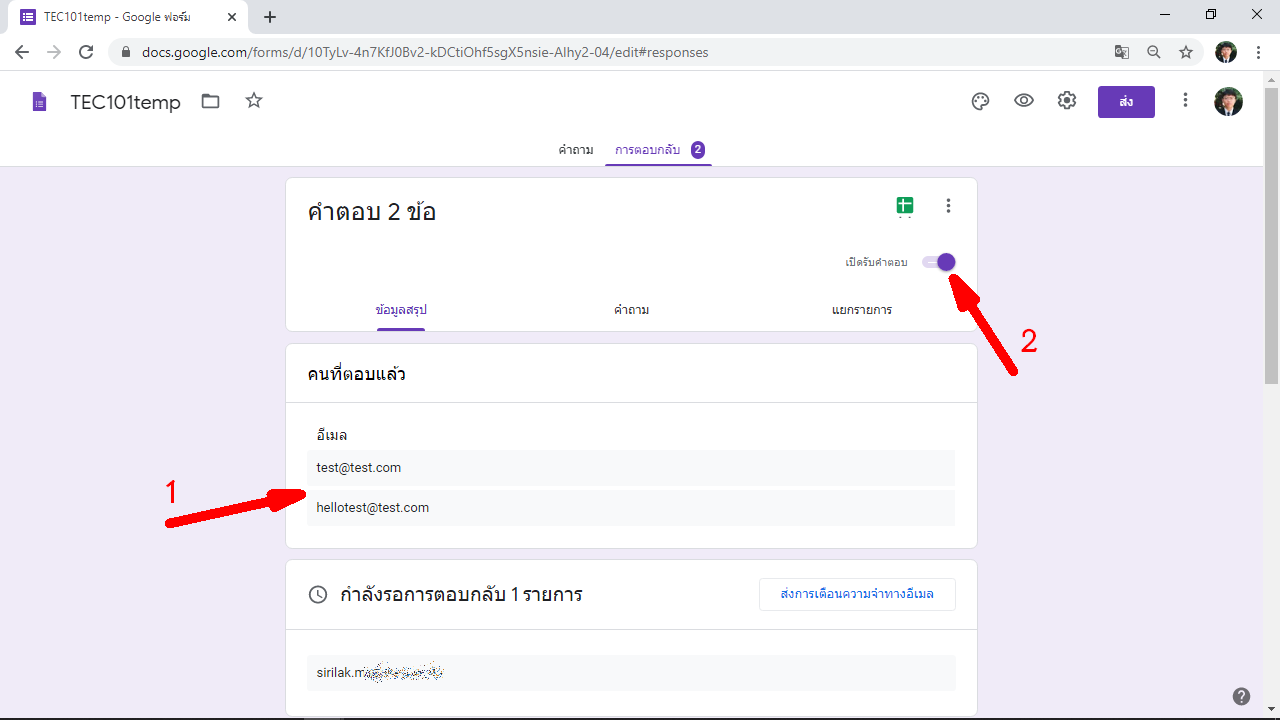 TEC101temp - Google ฟอร์ม
docs.google.com/forms/d/10TyLv-4n7KfJ0Bv2-kDCtiOhf5sgX5nsie-Alhy2-04/edit#responses
TEC101temp
ส่ง
คำถาม การตอบกลับ 2
คำตอบ 2 ข้อ
เปิดรับคำตอบ
ข้อมูลสรุป คำถาม แยกรายการ
2
คนที่ตอบแล้ว
อีเมล
test@test.com
1
hellotest@test.com
กำลังรอการตอบกลับ 1 รายการ ส่งการเตือนความจำทางอีเมล
sirilak.m